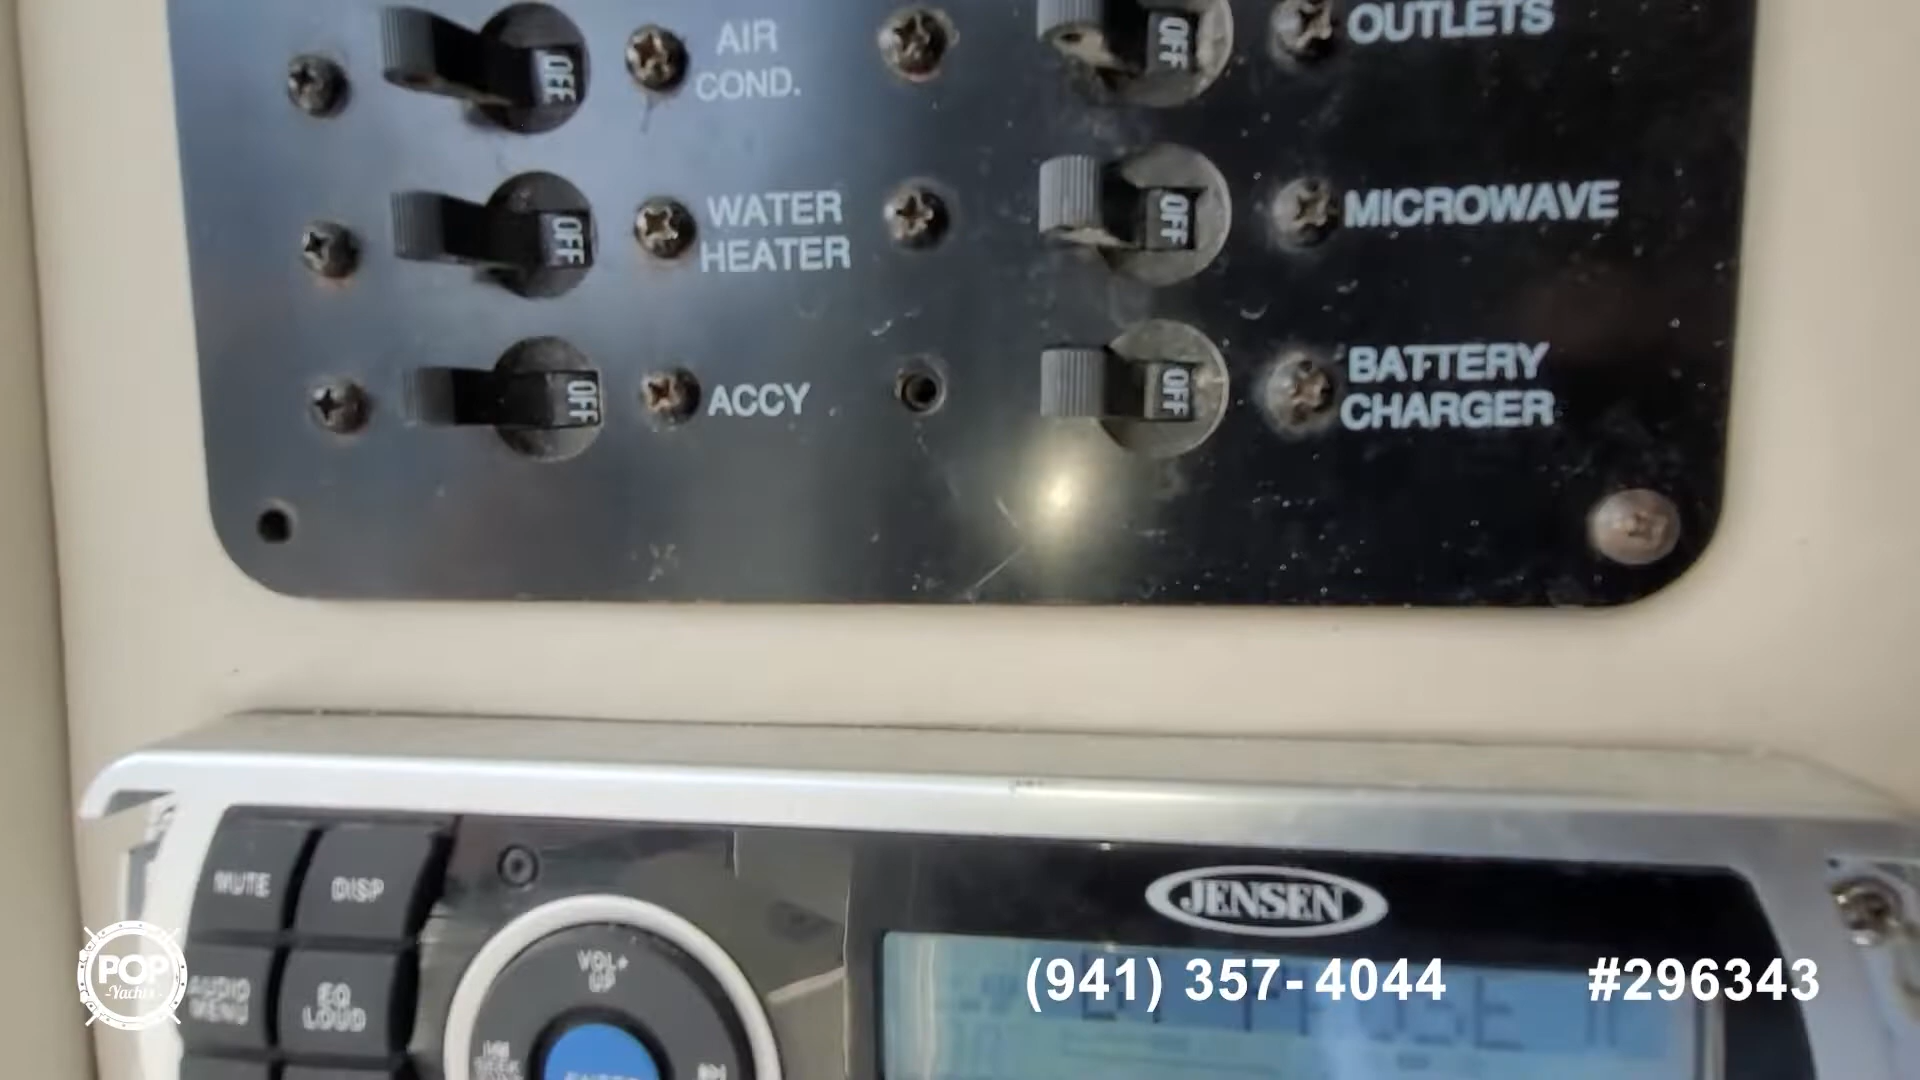 OFF
AIR
COND.
OFF
OUTLETS
OFF
WATER
HEATER
OFF
MICROWAVE
OFF
ACCY
OFF
BATTERY
CHARGER
MUTE
DISP
AUDIO
MENU
EQ
LOUD
VOL+
UP
ENTER
JENSEN
POP
-Yachts-
(941) 357-4044
#296343